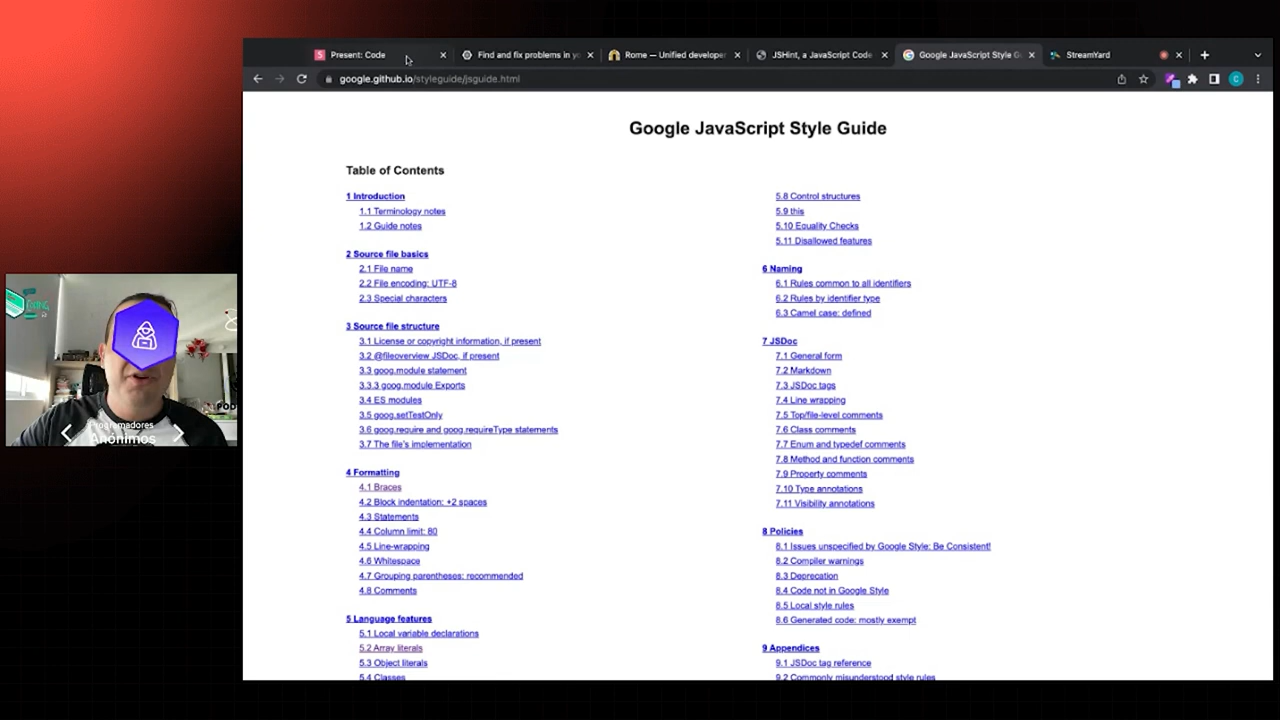 Present: Code
Find and fix problems in yo
Rome — Unified develope
JSHint, a JavaScript Code
Google JavaScript Style G
StreamYard
google.github.io/styleguide/jsguide.html
Google JavaScript Style Guide
Table of Contents
1 Introduction
1.1 Terminology notes
1.2 Guide notes
2 Source file basics
2.1 File name
2.2 File encoding: UTF-8
2.3 Special characters
3 Source file structure
3.1 License or copyright information, if present
3.2 @fileoverview JSDoc, if present
3.3 goog.module statement
3.3.3 goog.module Exports
3.4 ES modules
3.5 goog.setTestOnly
3.6 goog.require and goog.requireType statements
3.7 The file's implementation
4 Formatting
4.1 Braces
4.2 Block indentation: +2 spaces
4.3 Statements
4.4 Column limit: 80
4.5 Line-wrapping
4.6 Whitespace
4.7 Grouping parentheses: recommended
4.8 Comments
5 Language features
5.1 Local variable declarations
5.2 Array literals
5.3 Object literals
5.4 Classes
5.8 Control structures
5.9 this
5.10 Equality Checks
5.11 Disallowed features
6 Naming
6.1 Rules common to all identifiers
6.2 Rules by identifier type
6.3 Camel case: defined
7 JSDoc
7.1 General form
7.2 Markdown
7.3 JSDoc tags
7.4 Line wrapping
7.5 Top/file-level comments
7.6 Class comments
7.7 Enum and typedef comments
7.8 Method and function comments
7.9 Property comments
7.10 Type annotations
7.11 Visibility annotations
8 Policies
8.1 Issues unspecified by Google Style: Be Consistent!
8.2 Compiler warnings
8.3 Deprecation
8.4 Code not in Google Style
8.5 Local style rules
8.6 Generated code: mostly exempt
9 Appendices
9.1 JSDoc tag reference
9.2 Commonly misunderstood style rules
Programadores
Anónimos